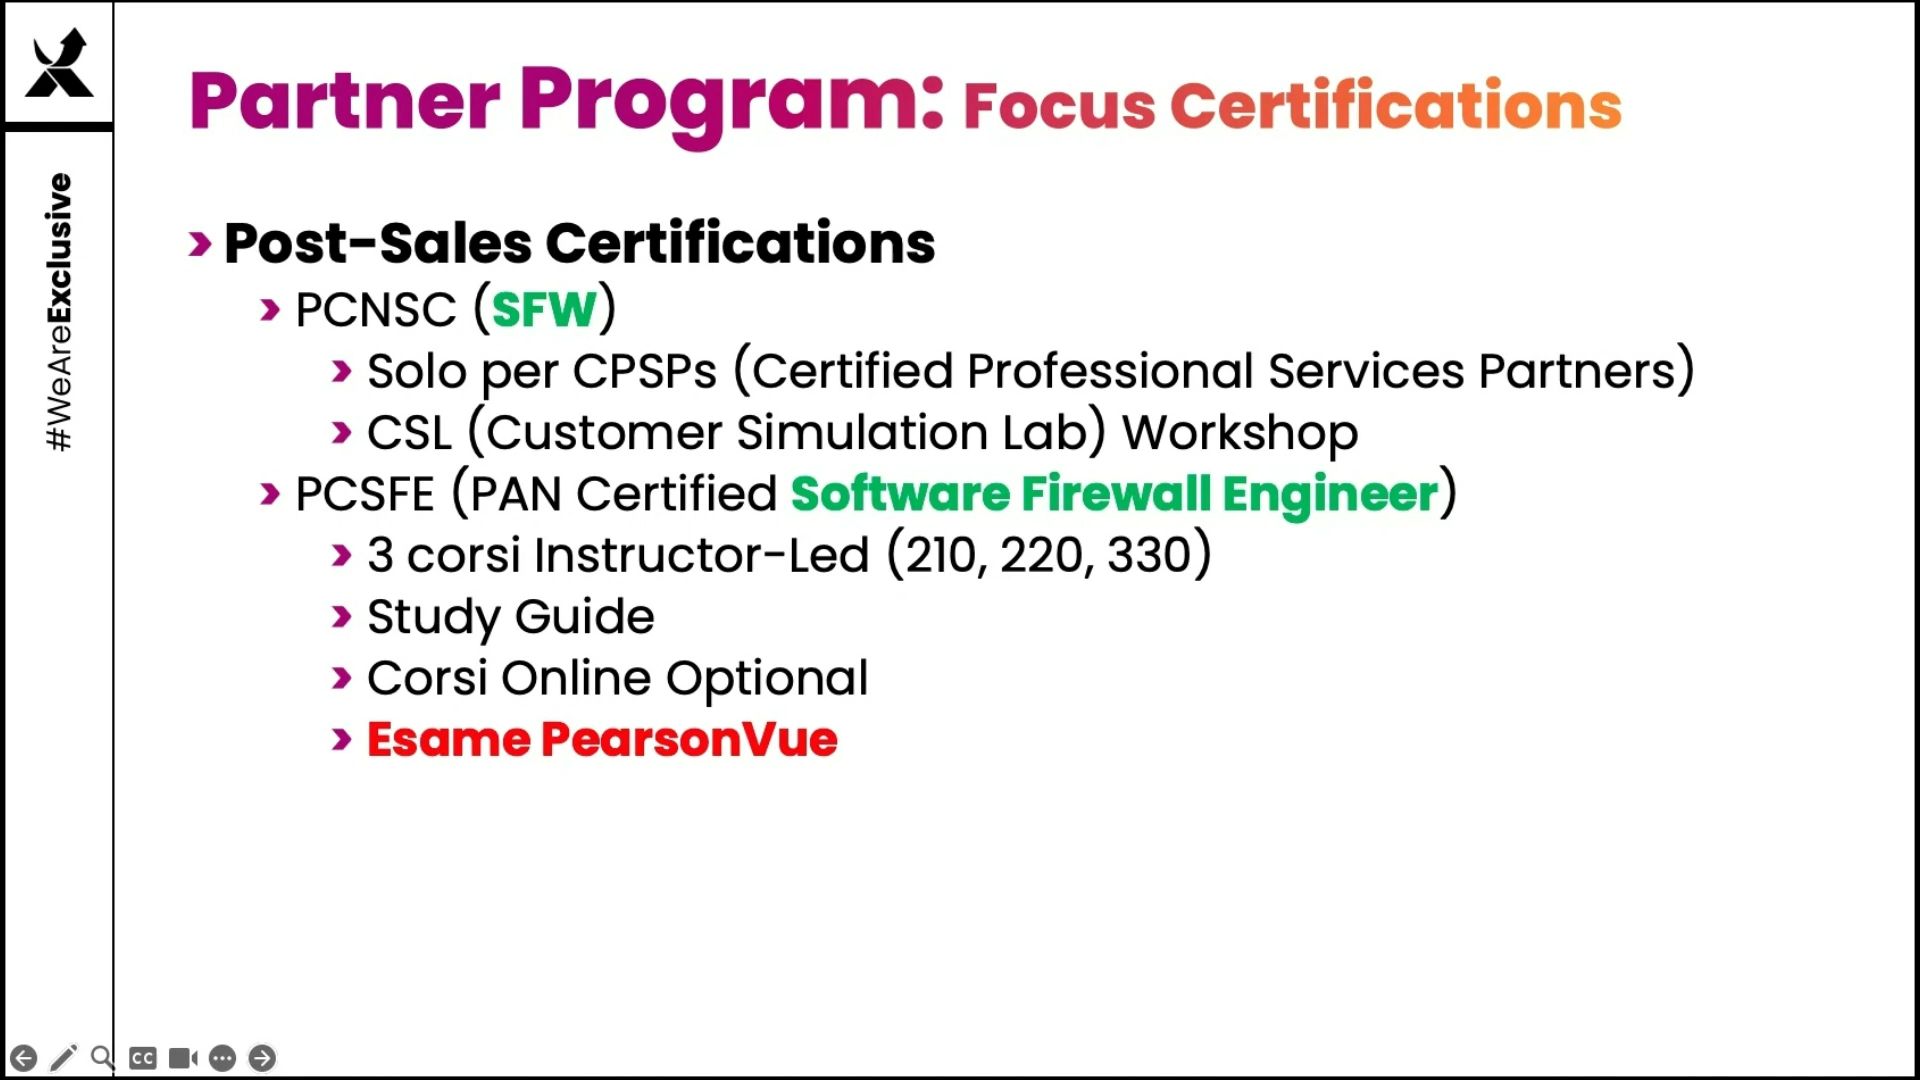 Partner Program: Focus Certifications
#WeAreExclusive
Post-Sales Certifications
PCNSC (SFW)
Solo per CPSPs (Certified Professional Services Partners)
CSL (Customer Simulation Lab) Workshop
PCSFE (PAN Certified Software Firewall Engineer)
3 corsi Instructor-Led (210, 220, 330)
Study Guide
Corsi Online Optional
Esame PearsonVue
CC